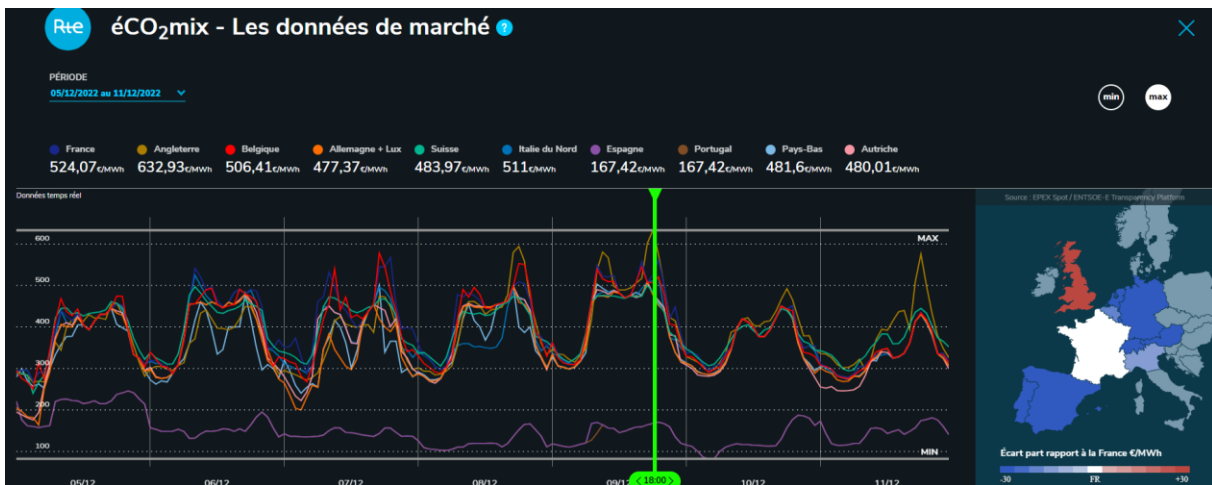 Rte
éCO2mix - Les données de marché ?
PÉRIODE
05/12/2022 au 11/12/2022
min max
France Angleterre Belgique Allemagne + Lux Suisse Italie du Nord Espagne Portugal Pays-Bas Autriche
524,07€/MWh 632,93€/MWh 506,41€/MWh 477,37€/MWh 483,97€/MWh 511€/MWh 167,42€/MWh 167,42€/MWh 481,6€/MWh 480,01€/MWh
Données temps réel
Source : EPEX Spot / ENTSOE-E Transparency Platform
600
MAX
500
400
300
200
100
MIN
05/12 06/12 07/12 08/12 09/12 < 18:00 > 10/12 11/12
Écart part rapport à la France €/MWh
-30 FR +30